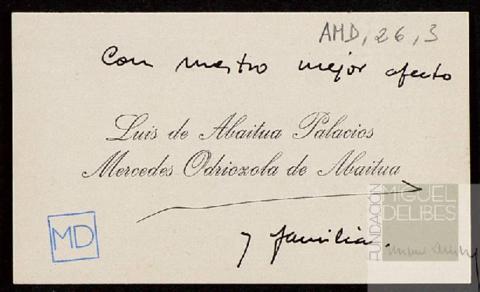 AMD, 26, 3
Con nuestro mejor afecto
Luis de Abaitua Palacios
Mercedes Odriozola de Abaitua
y familia.
MD
FUNDACIÓN
MIGUEL
DELIBES